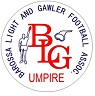 BAROSSA LIGHT AND GAWLER FOOTBALL ASSOC.
BLG
UMPIRE